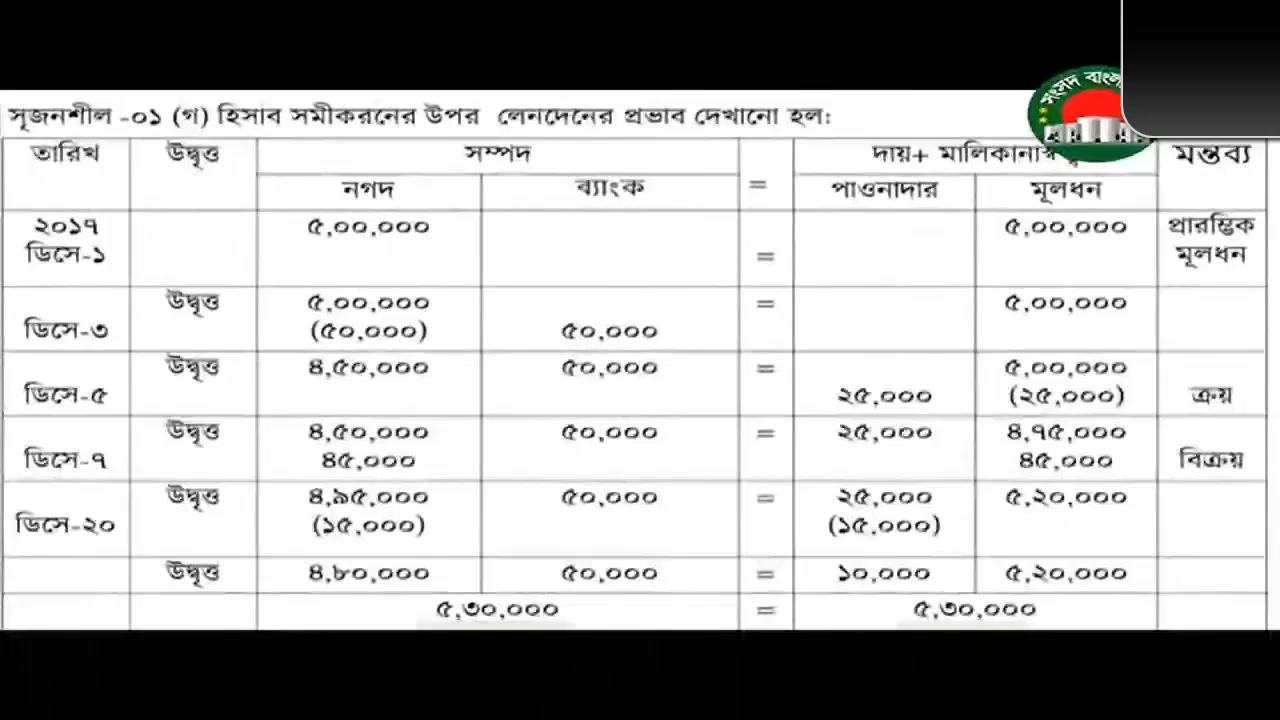 সৃজনশীল -০১ (গ) হিসাব সমীকরনের উপর লেনদেনের প্রভাব দেখানো হল:
সংসদ
তারিখ উদ্বৃত্ত সম্পদ = দায়+ মন্তব্য
নগদ ব্যাংক পাওনাদার মূলধন
২০১৭ ৫,০০,০০০ ৫,০০,০০০ প্রারম্ভিক
ডিসে-১ = মূলধন
উদ্বৃত্ত ৫,০০,০০০ = ৫,০০,০০০
ডিসে-৩ (৫০,০০০) ৫০,০০০
উদ্বৃত্ত ৪,৫০,০০০ ৫০,০০০ = ৫,০০,০০০
ডিসে-৫ ২৫,০০০ (২৫,০০০) ক্রয়
উদ্বৃত্ত ৪,৫০,০০০ ৫০,০০০ = ২৫,০০০ ৪,৭৫,০০০
ডিসে-৭ ৪৫,০০০ ৪৫,০০০ বিক্রয়
উদ্বৃত্ত ৪,৯৫,০০০ ৫০,০০০ = ২৫,০০০ ৫,২০,০০০
ডিসে-২০ (১৫,০০০) (১৫,০০০)
উদ্বৃত্ত ৪,৮০,০০০ ৫০,০০০ = ১০,০০০ ৫,২০,০০০
৫,৩০,০০০ = ৫,৩০,০০০